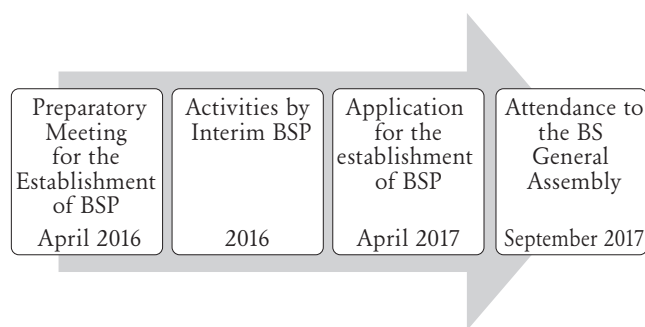 Preparatory
Meeting
for the
Establishment
of BSP
April 2016
Activities by
Interim BSP
2016
Application
for the
establishment
of BSP
April 2017
Attendance to
the BS
General
Assembly
September 2017